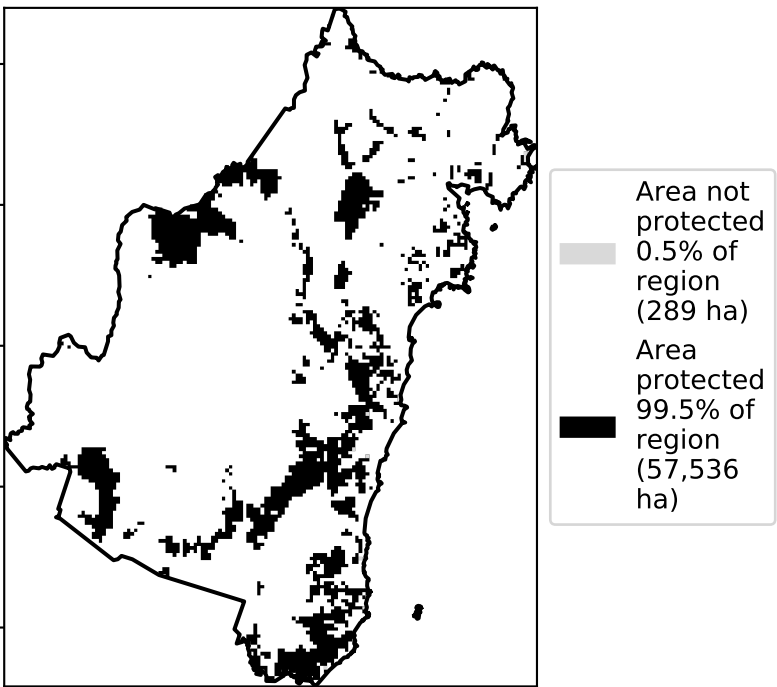 Area not
protected
0.5% of
region
(289 ha)
Area
protected
99.5% of
region
(57,536
ha)